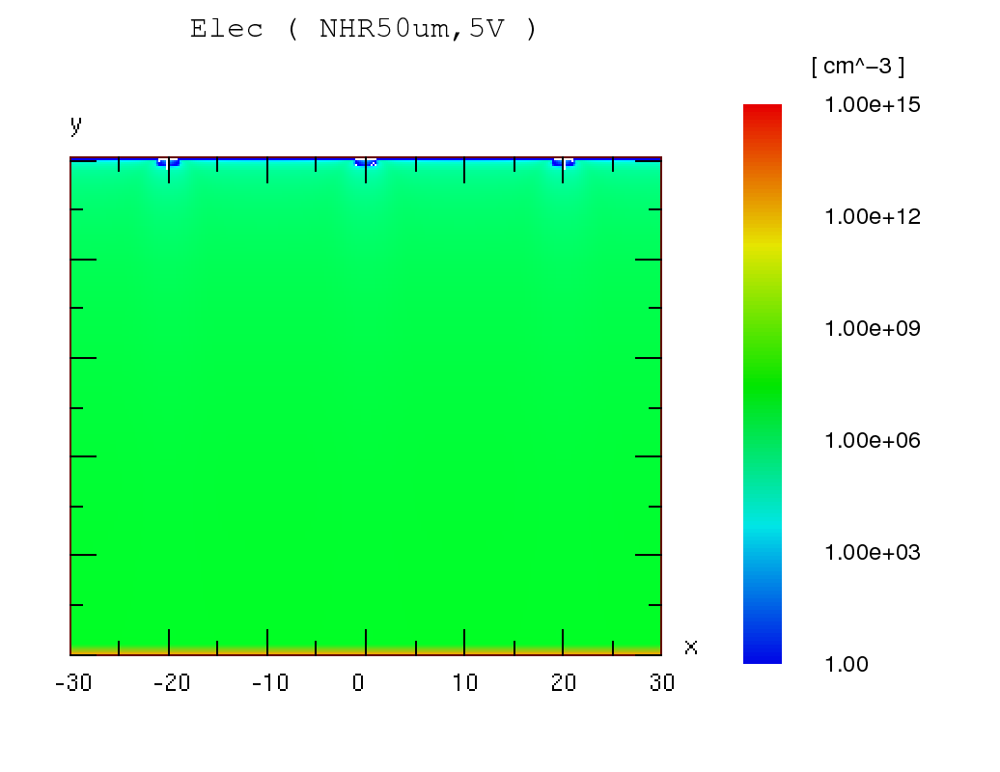 Elec ( NHR50um,5V )
[ cm^−3 ]
1.00e+15
y
1.00e+12
1.00e+09
1.00e+06
1.00e+03
x
1.00
-30 -20 -10 0 10 20 30